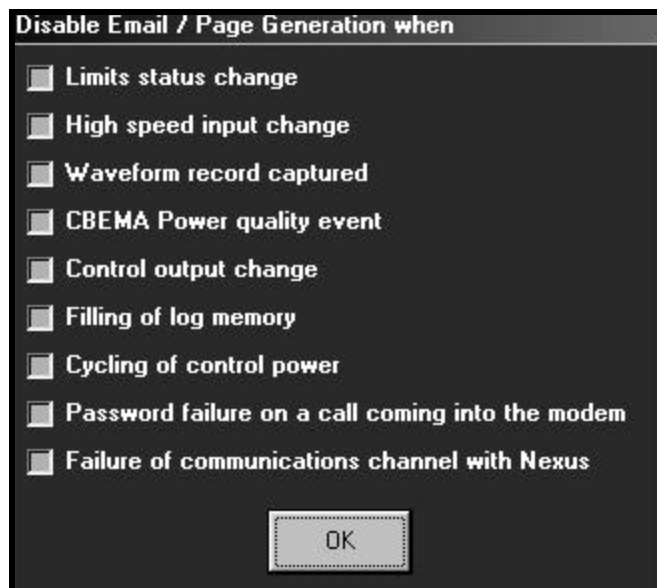 Disable Email / Page Generation when
Limits status change
High speed input change
Waveform record captured
CBEMA Power quality event
Control output change
Filling of log memory
Cycling of control power
Password failure on a call coming into the modem
Failure of communications channel with Nexus
OK